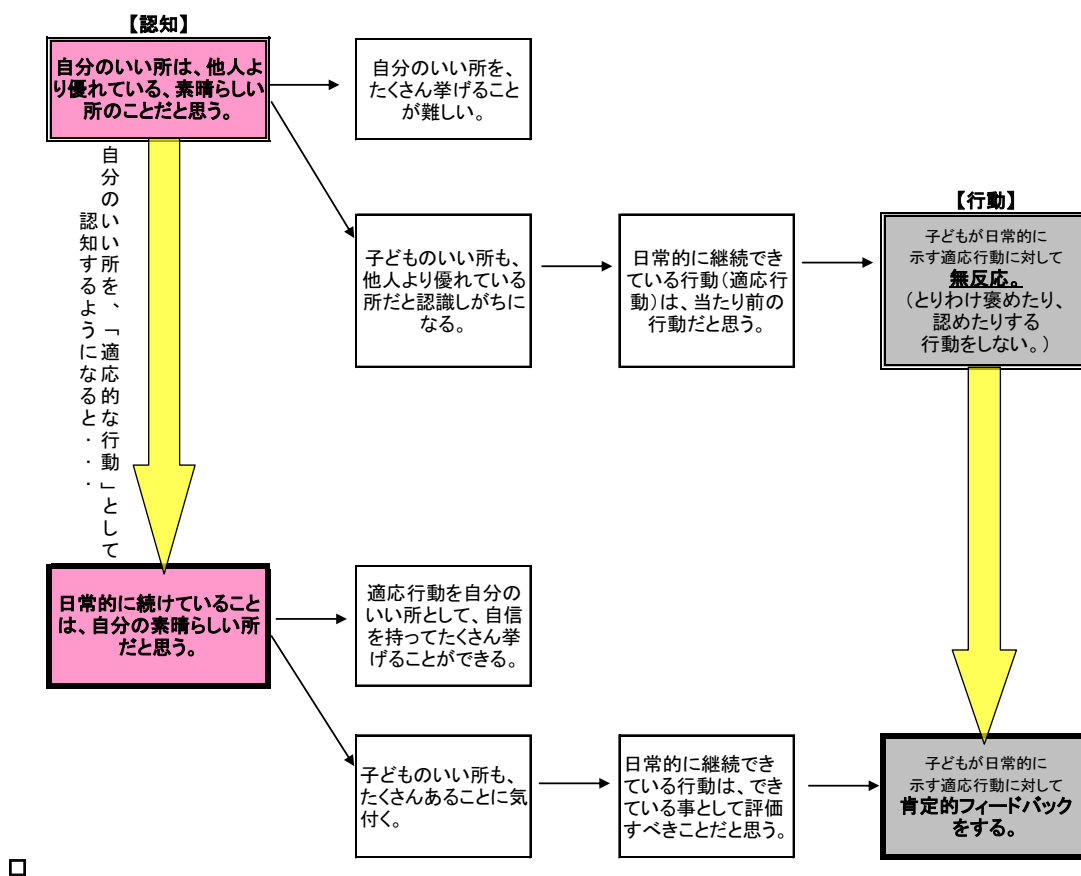 【認知】
自分のいい所は、他人よ
り優れている、素晴らしい
所のことだと思う。
自分のいい所を、
たくさん挙げること
が難しい。
自分のいい所を、「適応的な行動」として
認知するようになると・・・
【行動】
子どものいい所も、
他人より優れている
所だと認識しがちに
なる。
日常的に継続でき
ている行動(適応行
動)は、当たり前の
行動だと思う。
子どもが日常的に
示す適応行動に対して
無反応。
(とりわけ褒めたり、
認めたりする
行動をしない。)
日常的に続けていること
は、自分の素晴らしい所
だと思う。
適応行動を自分の
いい所として、自信
を持ってたくさん挙
げることができる。
子どものいい所も、
たくさんあることに気
付く。
日常的に継続でき
ている行動は、でき
ている事として評価
すべきことだと思う。
子どもが日常的に
示す適応行動に対して
肯定的フィードバック
をする。